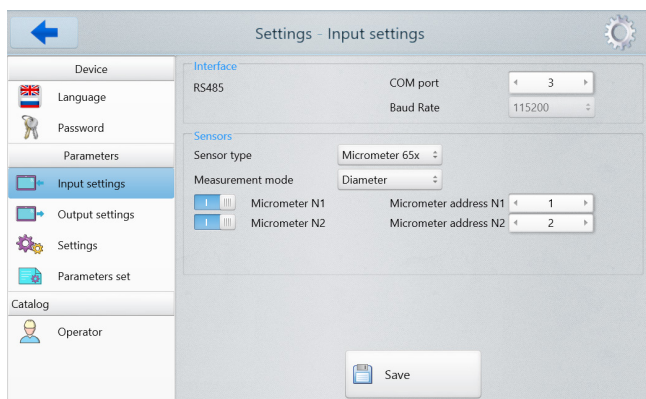 Settings - Input settings
Device
Language
Password
Parameters
Input settings
Output settings
Settings
Parameters set
Catalog
Operator
Interface
RS485
COM port
3
Baud Rate
115200
Sensors
Sensor type
Micrometer 65x
Measurement mode
Diameter
Micrometer N1
Micrometer address N1
1
Micrometer N2
Micrometer address N2
2
Save